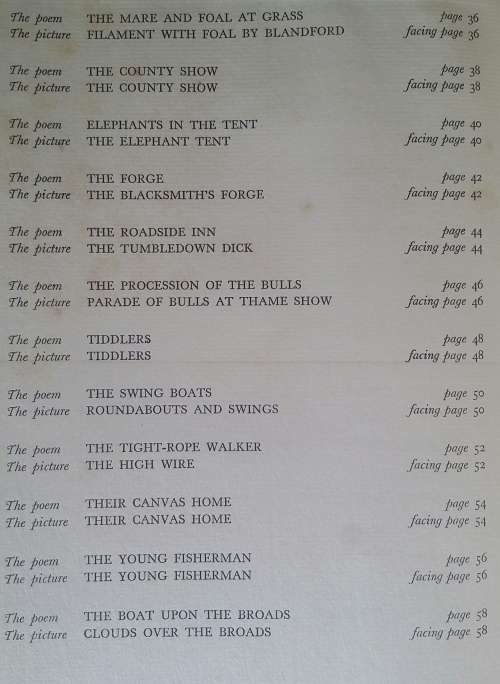 The poem THE MARE AND FOAL AT GRASS page 36
The picture FILAMENT WITH FOAL BY BLANDFORD facing page 36
The poem THE COUNTY SHOW page 38
The picture THE COUNTY SHOW facing page 38
The poem ELEPHANTS IN THE TENT page 40
The picture THE ELEPHANT TENT facing page 40
The poem THE FORGE page 42
The picture THE BLACKSMITH'S FORGE facing page 42
The poem THE ROADSIDE INN page 44
The picture THE TUMBLEDOWN DICK facing page 44
The poem THE PROCESSION OF THE BULLS page 46
The picture PARADE OF BULLS AT THAME SHOW facing page 46
The poem TIDDLERS page 48
The picture TIDDLERS facing page 48
The poem THE SWING BOATS page 50
The picture ROUNDABOUTS AND SWINGS facing page 50
The poem THE TIGHT-ROPE WALKER page 52
The picture THE HIGH WIRE facing page 52
The poem THEIR CANVAS HOME page 54
The picture THEIR CANVAS HOME facing page 54
The poem THE YOUNG FISHERMAN page 56
The picture THE YOUNG FISHERMAN facing page 56
The poem THE BOAT UPON THE BROADS page 58
The picture CLOUDS OVER THE BROADS facing page 58